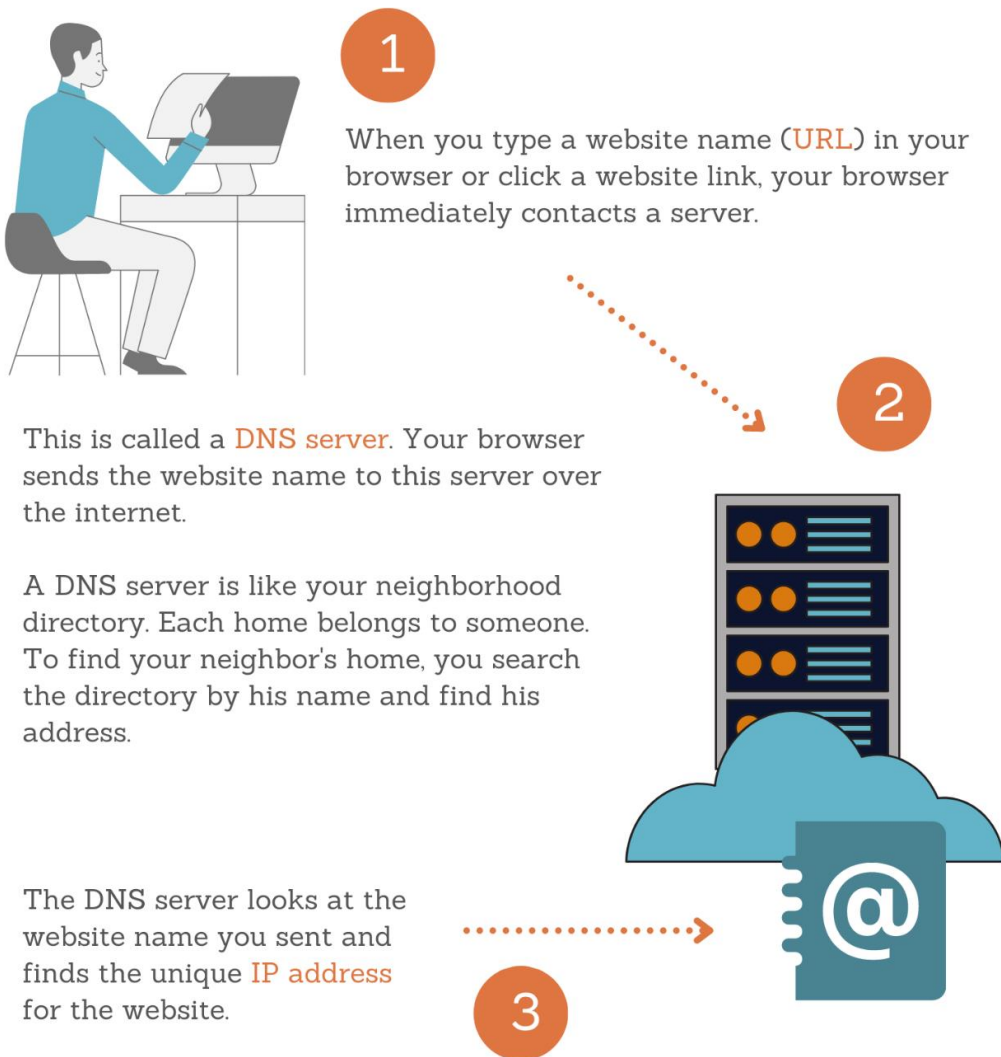 1
When you type a website name (URL) in your
browser or click a website link, your browser
immediately contacts a server.
2
This is called a DNS server. Your browser
sends the website name to this server over
the internet.
A DNS server is like your neighborhood
directory. Each home belongs to someone.
To find your neighbor's home, you search
the directory by his name and find his
address.
@
The DNS server looks at the
website name you sent and
finds the unique IP address
for the website.
3